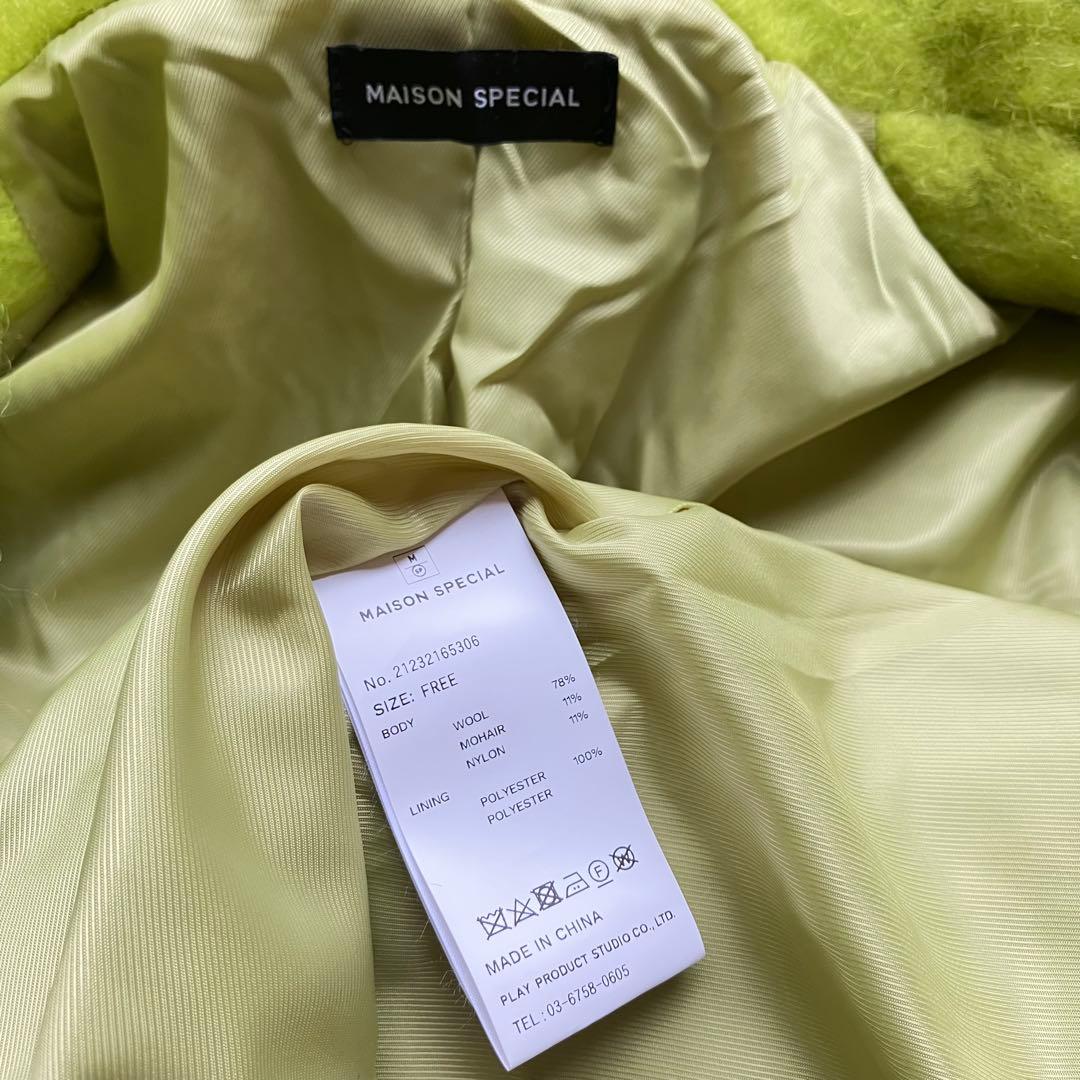 MAISON SPECIAL
M
SP
MAISON SPECIAL
No. 21232165306
SIZE: FREE
BODY WOOL 78%
MOHAIR 11%
NYLON 11%
LINING POLYESTER 100%
POLYESTER
F
W
MADE IN CHINA
PLAY PRODUCT STUDIO CO., LTD.
TEL : 03-6758-0605